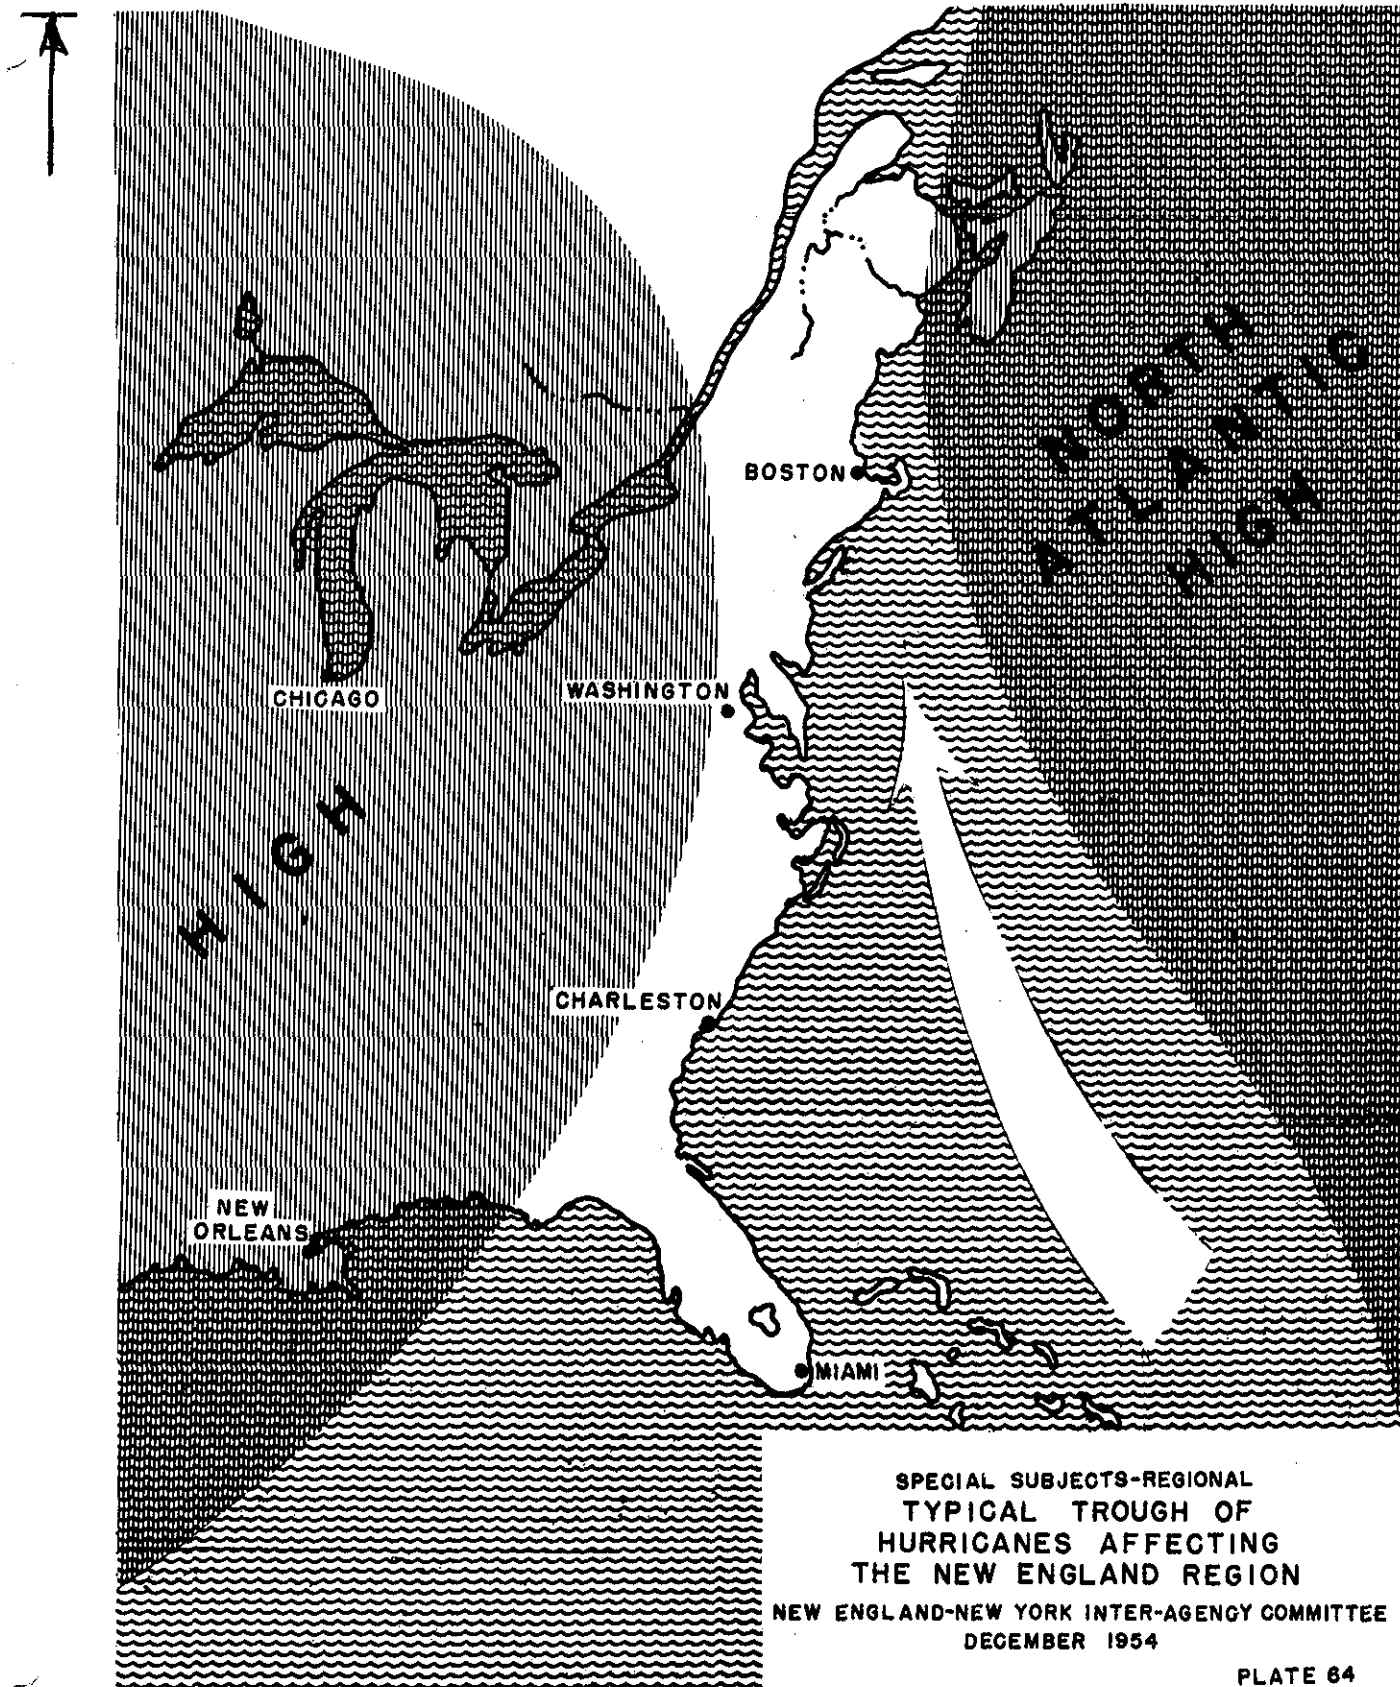 NORTH
ATLANTIC
HIGH
BOSTON
WASHINGTON
CHICAGO
HIGH
CHARLESTON
NEW
ORLEANS
MIAMI
SPECIAL SUBJECTS-REGIONAL
TYPICAL TROUGH OF
HURRICANES AFFECTING
THE NEW ENGLAND REGION
NEW ENGLAND-NEW YORK INTER-AGENCY COMMITTEE
DECEMBER 1954
PLATE 64